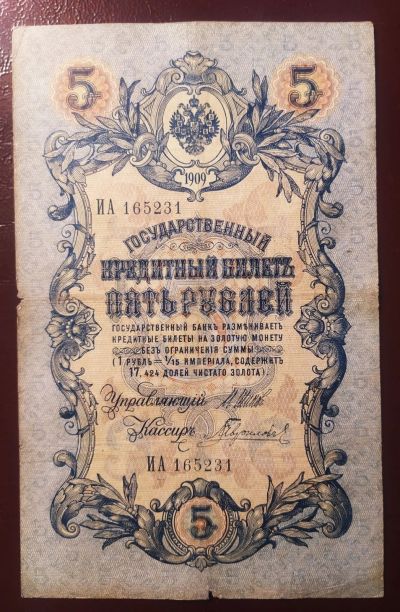 5 5
1909
ИА 165231
ГОСУДАРСТВЕННЫЙ
КРЕДИТНЫЙ БИЛЕТЪ
ПЯТЬ РУБЛЕЙ
ГОСУДАРСТВЕННЫЙ БАНКЪ РАЗМѢНИВАЕТЪ
КРЕДИТНЫЕ БИЛЕТЫ НА ЗОЛОТУЮ МОНЕТУ
БЕЗЪ ОГРАНИЧЕНІЯ СУММЫ
(1 РУБЛЬ = 1/15 ИМПЕРІАЛА, СОДЕРЖИТЪ
17,424 ДОЛЕЙ ЧИСТАГО ЗОЛОТА).
Управляющій
Кассиръ
ИА 165231
5